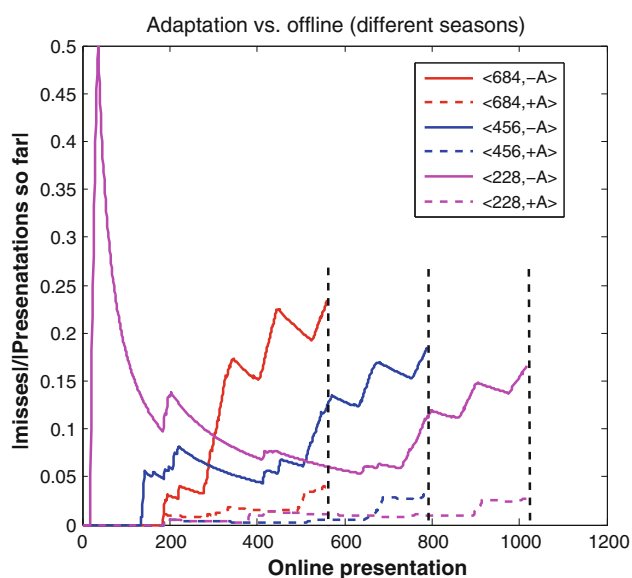 Adaptation vs. offline (different seasons)
|misses|/|Presenatations so far|
0.5
0.45
0.4
0.35
0.3
0.25
0.2
0.15
0.1
0.05
0
<684,−A>
<684,+A>
<456,−A>
<456,+A>
<228,−A>
<228,+A>
0 200 400 600 800 1000 1200
Online presentation